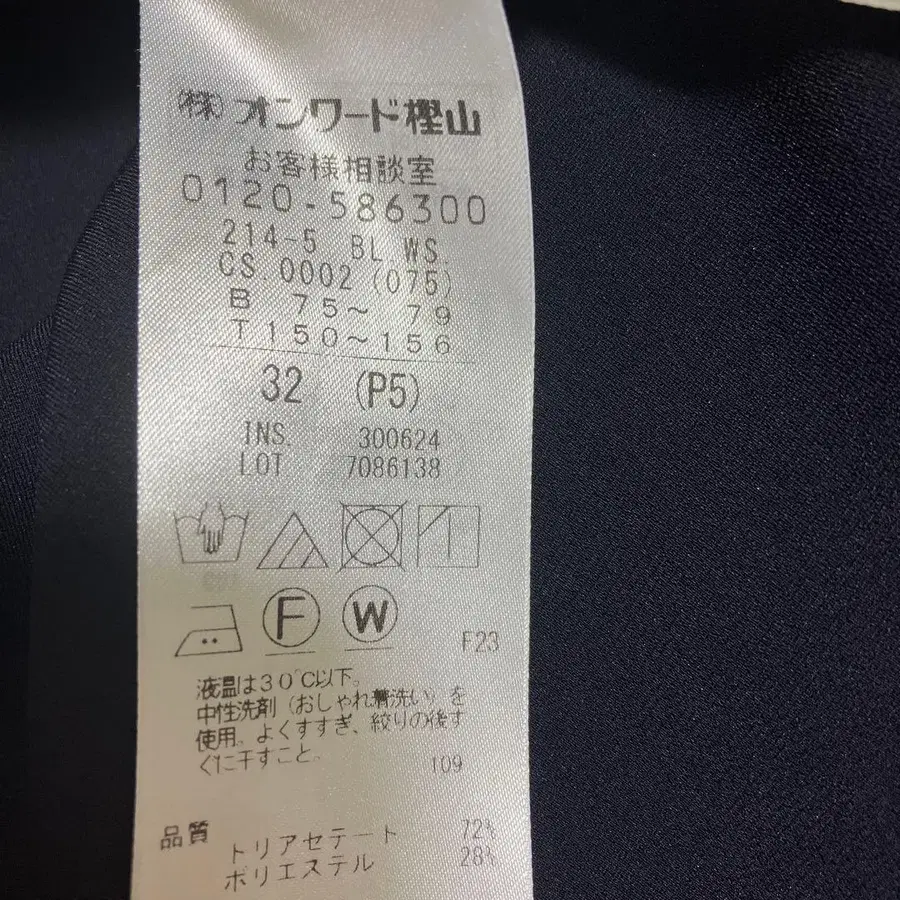 (株)オンワード樫山
お客様相談室
0120-586300
214-5 BL WS.
CS.0002(075)
B 75～ 79
T150～156
32 (P5)
INS. 300624
LOT 7086138
F W F23
液温は30℃以下。
中性洗剤(おしゃれ着洗い)を
使用。よくすすぎ、絞りの後す
ぐに干すこと。 109
品質 トリアセテート 72%
ポリエステル 28%